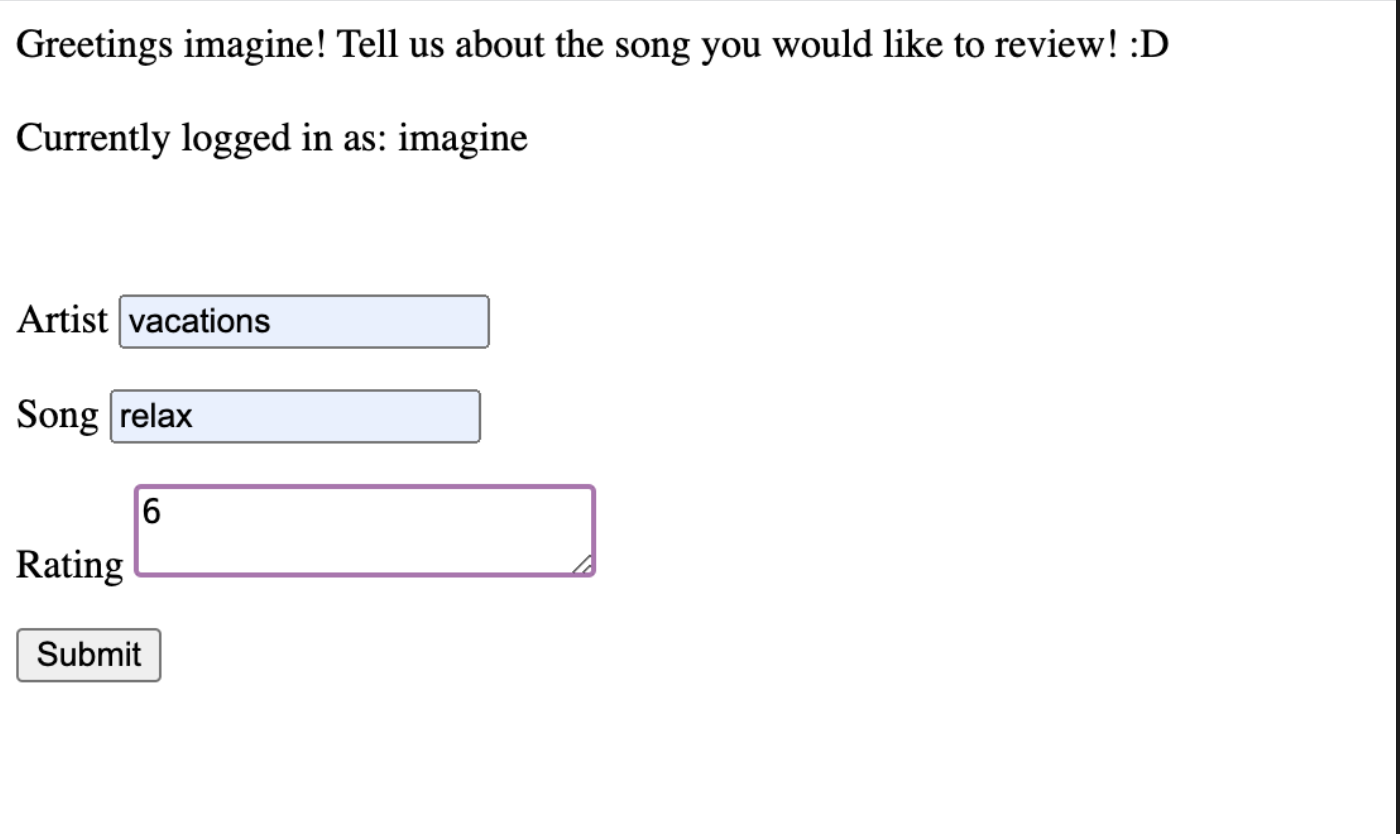 Greetings imagine! Tell us about the song you would like to review! :D
Currently logged in as: imagine
Artist vacations
Song relax
Rating 6
Submit